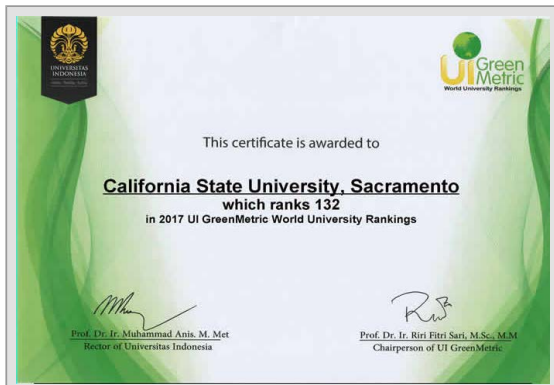 UNIVERSITAS
INDONESIA
UI Green
Metric
World University Rankings
This certificate is awarded to
California State University, Sacramento
which ranks 132
in 2017 UI GreenMetric World University Rankings
Prof. Dr. Ir. Muhammad Anis. M. Met
Rector of Universitas Indonesia
Prof. Dr. Ir. Riri Fitri Sari, M.Sc., M.M
Chairperson of UI GreenMetric